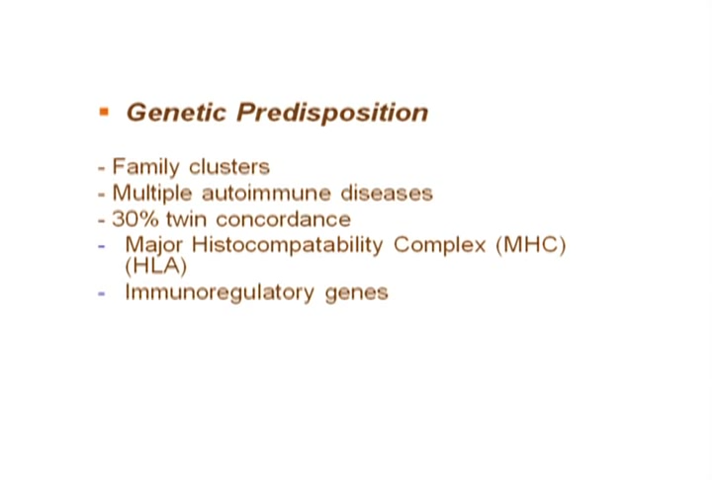 ▪ Genetic Predisposition
- Family clusters
- Multiple autoimmune diseases
- 30% twin concordance
- Major Histocompatability Complex (MHC)
(HLA)
- Immunoregulatory genes